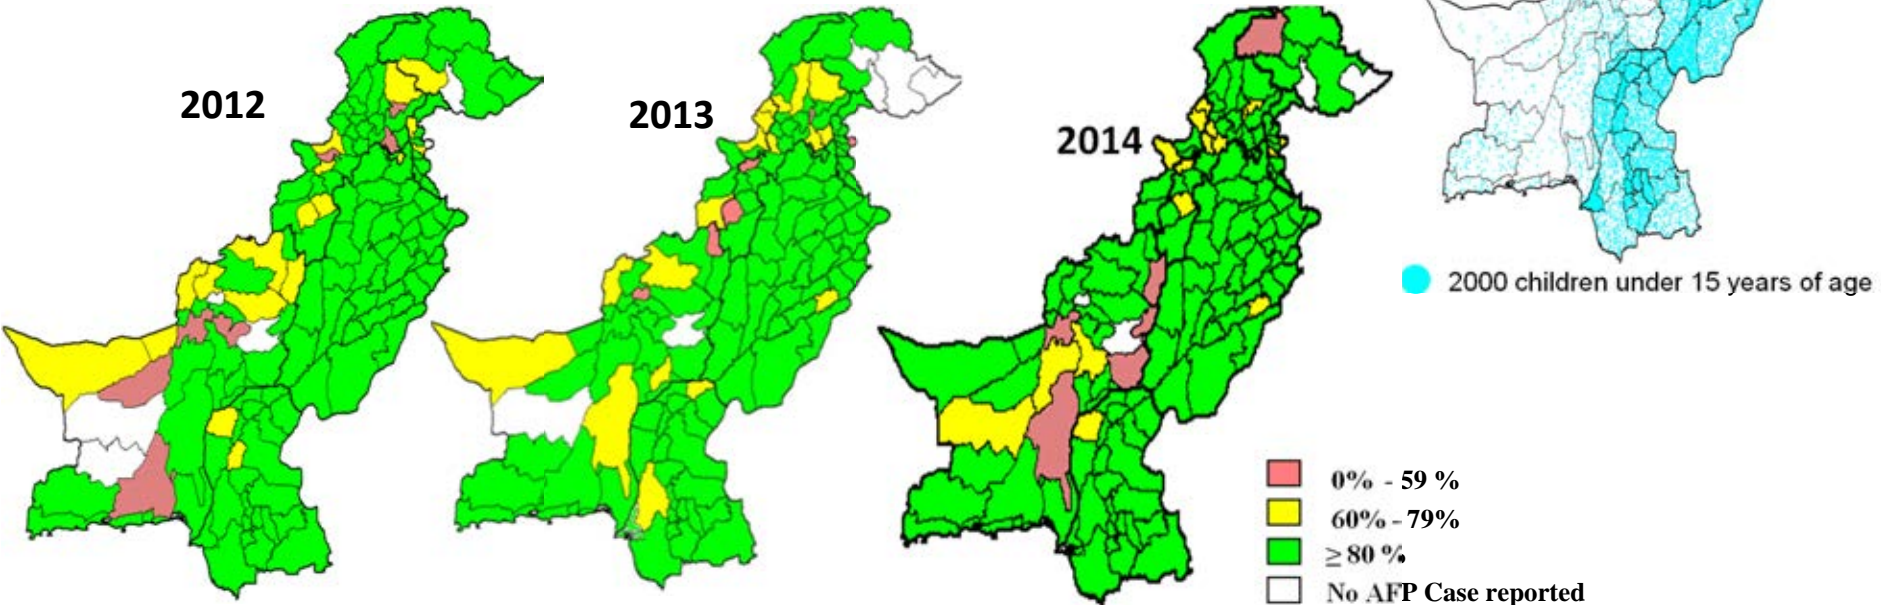 2012
2013
2014
2000 children under 15 years of age
0% - 59 %
60% - 79%
≥ 80 %
No AFP Case reported